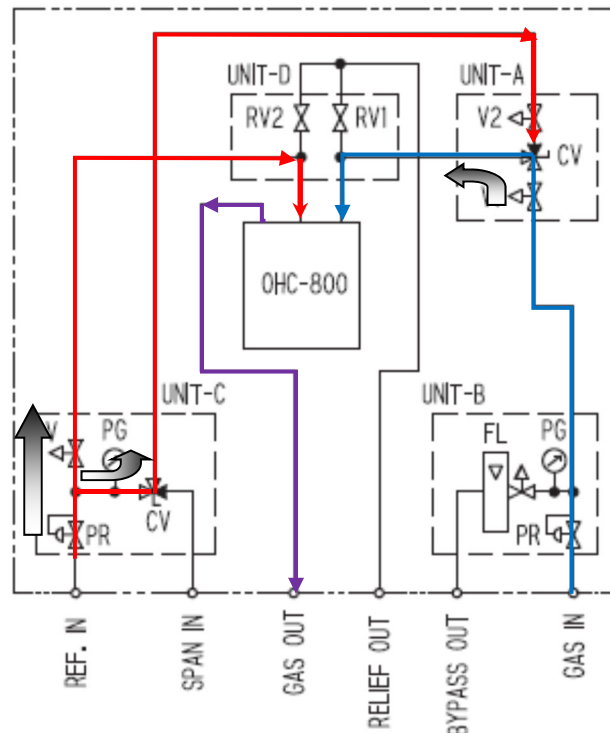 UNIT-D
UNIT-A
RV2
RV1
V2
CV
OHC-800
UNIT-C
UNIT-B
V
PG
FL
PG
CV
PR
PR
REF. IN
SPAN IN
GAS OUT
RELIEF OUT
BYPASS OUT
GAS IN